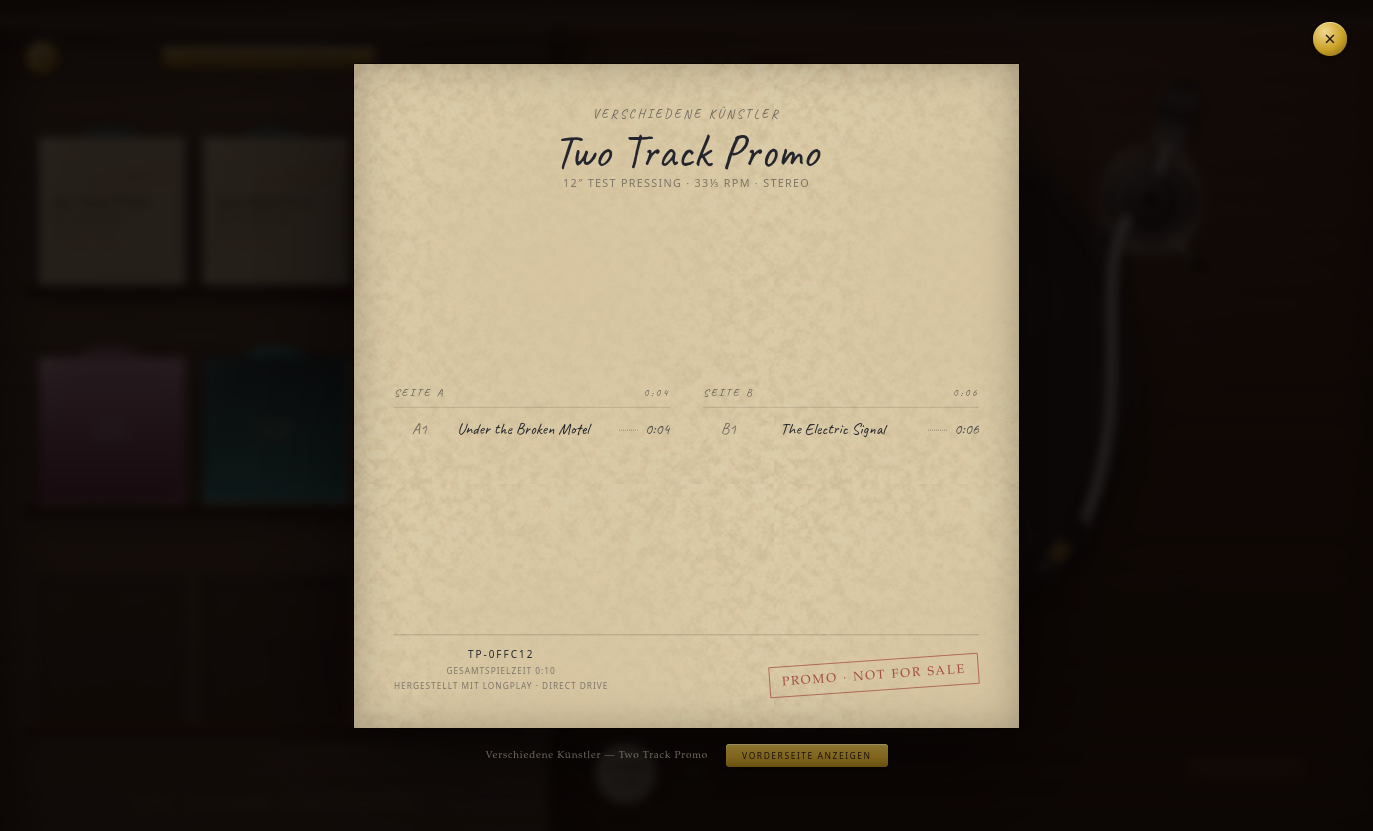 VERSCHIEDENE KÜNSTLER
Two Track Promo
12″ TEST PRESSING · 33⅓ RPM · STEREO
SEITE A 0:04
A1 Under the Broken Motel 0:04
SEITE B 0:06
B1 The Electric Signal 0:06
TP-0FFC12
GESAMTSPIELZEIT 0:10
HERGESTELLT MIT LONGPLAY · DIRECT DRIVE
PROMO · NOT FOR SALE
Verschiedene Künstler — Two Track Promo
VORDERSEITE ANZEIGEN